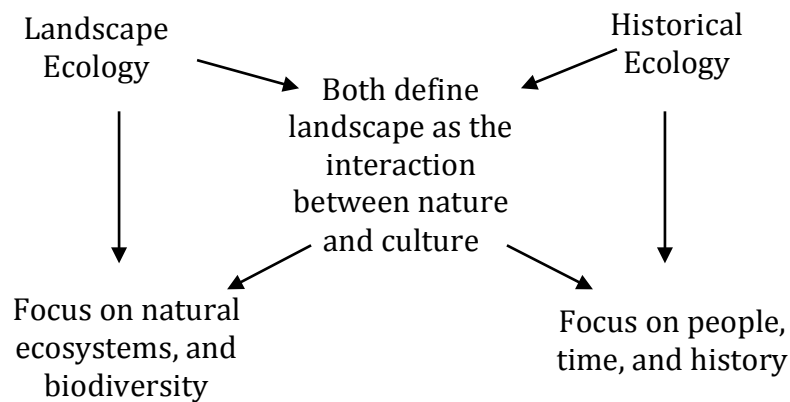 Landscape
Ecology
Historical
Ecology
Both define
landscape as the
interaction
between nature
and culture
Focus on natural
ecosystems, and
biodiversity
Focus on people,
time, and history